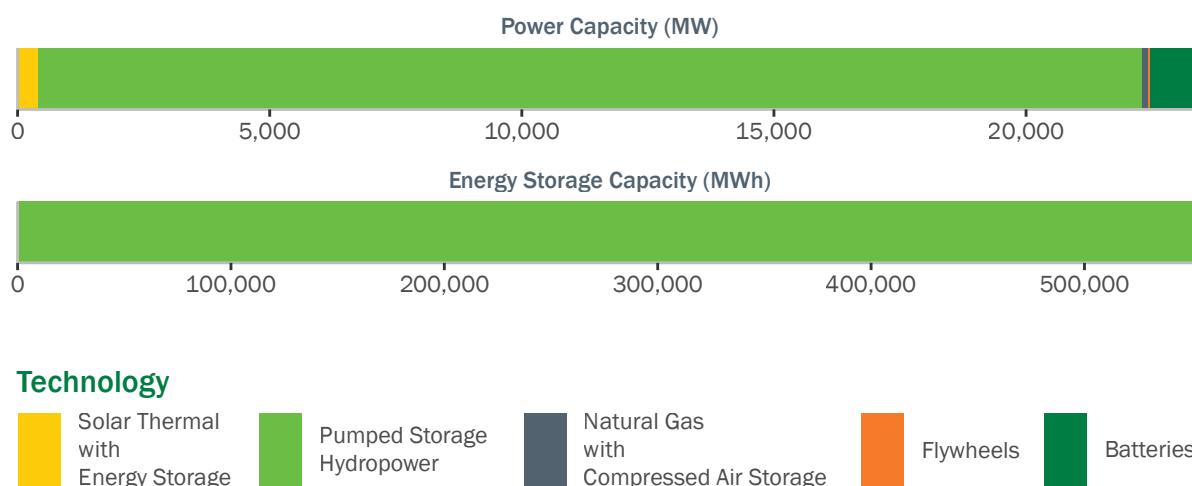 Power Capacity (MW)
0 5,000 10,000 15,000 20,000
Energy Storage Capacity (MWh)
0 100,000 200,000 300,000 400,000 500,000
Technology
Solar Thermal
with
Energy Storage
Pumped Storage
Hydropower
Natural Gas
with
Compressed Air Storage
Flywheels
Batteries